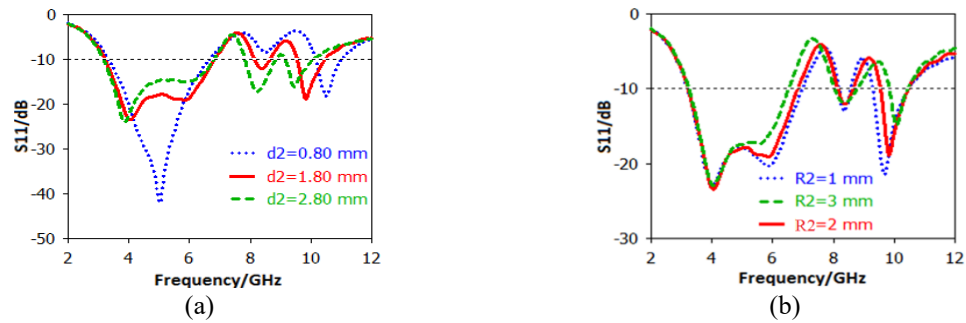 0
-10
-20
-30
-40
-50
S11/dB
2 4 6 8 10 12
Frequency/GHz
d2=0.80 mm
d2=1.80 mm
d2=2.80 mm
(a)
0
-10
-20
-30
S11/dB
2 4 6 8 10 12
Frequency/GHz
R2=1 mm
R2=3 mm
R2=2 mm
(b)